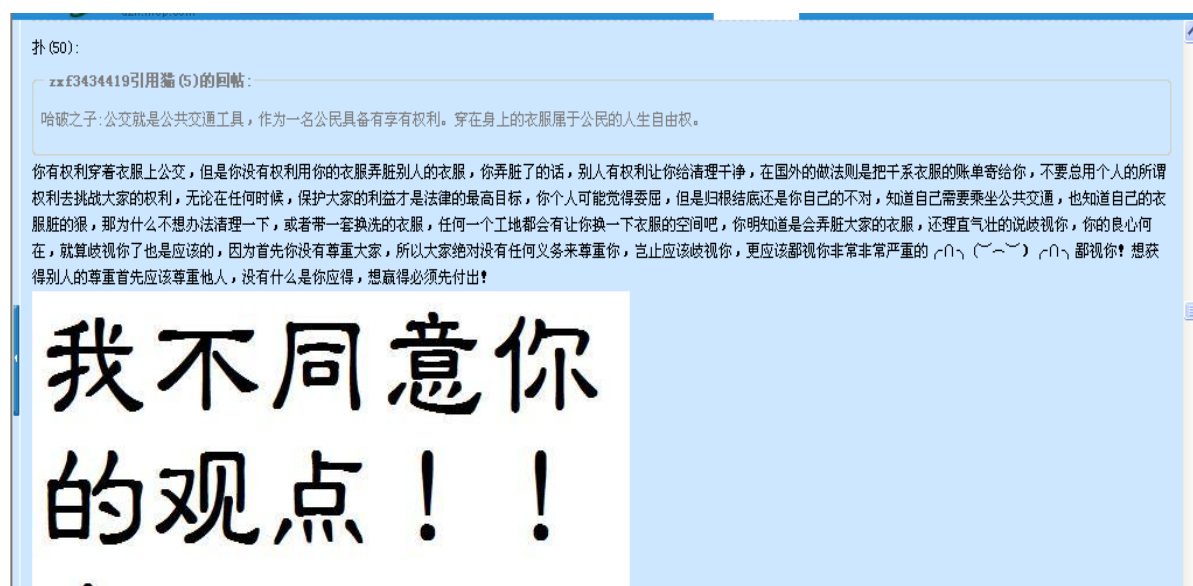 扑(50):
zxf3434419引用猫(5)的回帖:
哈破之子:公交就是公共交通工具，作为一名公民具备有享有权利。穿在身上的衣服属于公民的人生自由权。
你有权利穿着衣服上公交，但是你没有权利用你的衣服弄脏别人的衣服，你弄脏了的话，别人有权利让你给清理干净，在国外的做法则是把干系衣服的账单寄给你，不要总用个人的所谓
权利去挑战大家的权利，无论在任何时候，保护大家的利益才是法律的最高目标，你个人可能觉得委屈，但是归根结底还是你自己的不对，知道自己需要乘坐公共交通，也知道自己的衣
服脏的狠，那为什么不想办法清理一下，或者带一套换洗的衣服，任何一个工地都会有让你换一下衣服的空间吧，你明知道是会弄脏大家的衣服，还理直气壮的说歧视你，你的良心何
在，就算歧视你了也是应该的，因为首先你没有尊重大家，所以大家绝对没有任何义务来尊重你，岂止应该歧视你，更应该鄙视你非常非常严重的╭∩╮（︶︿︶）╭∩╮鄙视你！想获
得别人的尊重首先应该尊重他人，没有什么是你应得，想赢得必须先付出！
我不同意你
的观点！！